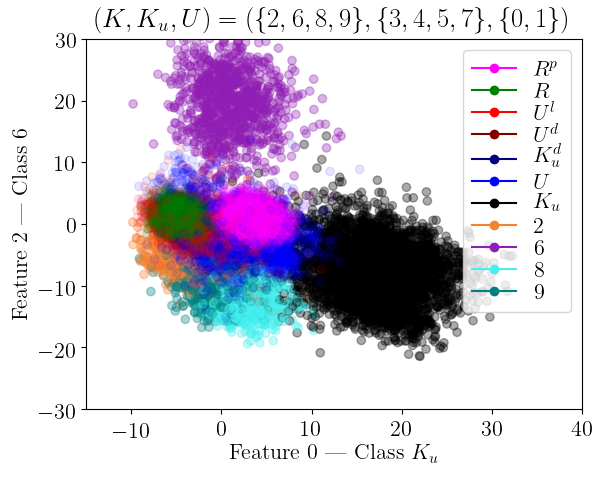 (K, K_u, U) = ({2, 6, 8, 9}, {3, 4, 5, 7}, {0, 1})
30
20
10
0
−10
−20
−30
Feature 2 — Class 6
R^p
R
U^l
U^d
K_u^d
U
K_u
2
6
8
9
−10
0
10
20
30
40
Feature 0 — Class K_u